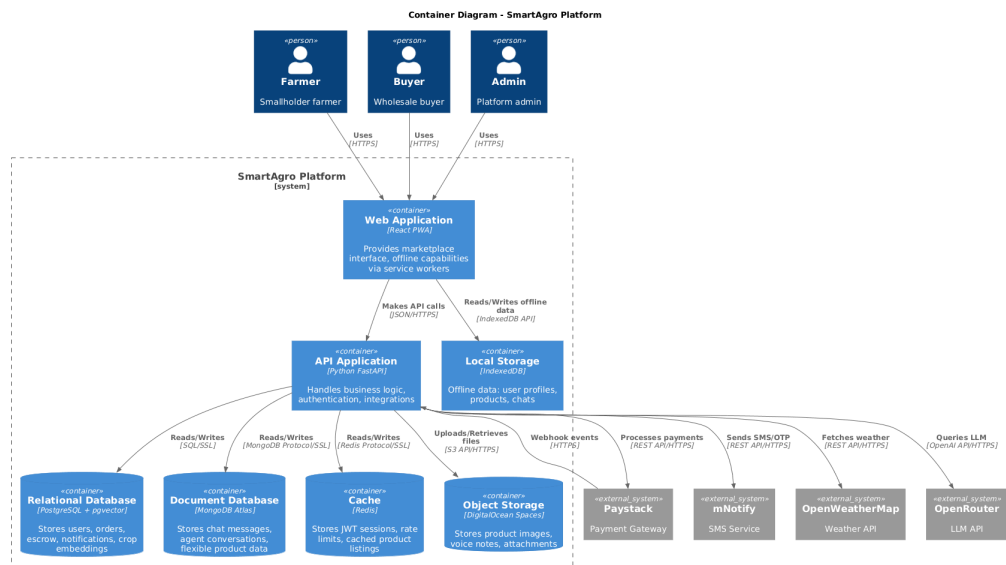 Container Diagram - SmartAgro Platform
«person»
Farmer
Smallholder farmer
«person»
Buyer
Wholesale buyer
«person»
Admin
Platform admin
Uses
[HTTPS]
Uses
[HTTPS]
Uses
[HTTPS]
SmartAgro Platform
[system]
«container»
Web Application
[React PWA]
Provides marketplace
interface, offline capabilities
via service workers
Makes API calls
[JSON/HTTPS]
Reads/Writes offline
data
[IndexedDB API]
«container»
API Application
[Python FastAPI]
Handles business logic,
authentication, integrations
«container»
Local Storage
[IndexedDB]
Offline data: user profiles,
products, chats
Reads/Writes
[SQL/SSL]
Reads/Writes
[MongoDB Protocol/SSL]
Reads/Writes
[Redis Protocol/SSL]
Uploads/Retrieves
files
[S3 API/HTTPS]
Webhook events
[HTTPS]
Processes payments
[REST API/HTTPS]
Sends SMS/OTP
[REST API/HTTPS]
Fetches weather
[REST API/HTTPS]
Queries LLM
[OpenAI API/HTTPS]
«container»
Relational Database
[PostgreSQL + pgvector]
Stores users, orders,
escrow, notifications, crop
embeddings
«container»
Document Database
[MongoDB Atlas]
Stores chat messages,
agent conversations,
flexible product data
«container»
Cache
[Redis]
Stores JWT sessions, rate
limits, cached product
listings
«container»
Object Storage
[DigitalOcean Spaces]
Stores product images,
voice notes, attachments
«external_system»
Paystack
Payment Gateway
«external_system»
mNotify
SMS Service
«external_system»
OpenWeatherMap
Weather API
«external_system»
OpenRouter
LLM API